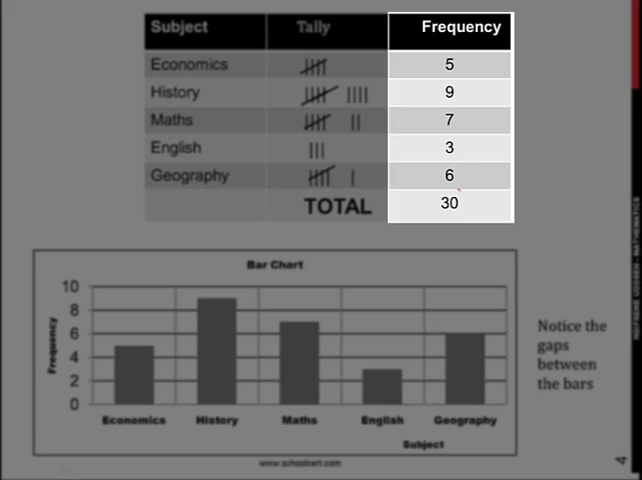 Subject Tally Frequency
Economics 5
History 9
Maths 7
English 3
Geography 6
TOTAL 30
Bar Chart
10
8
6
4
2
0
Frequency
Economics History Maths English Geography
Subject
Notice the
gaps
between
the bars
www.schoolcert.com
4